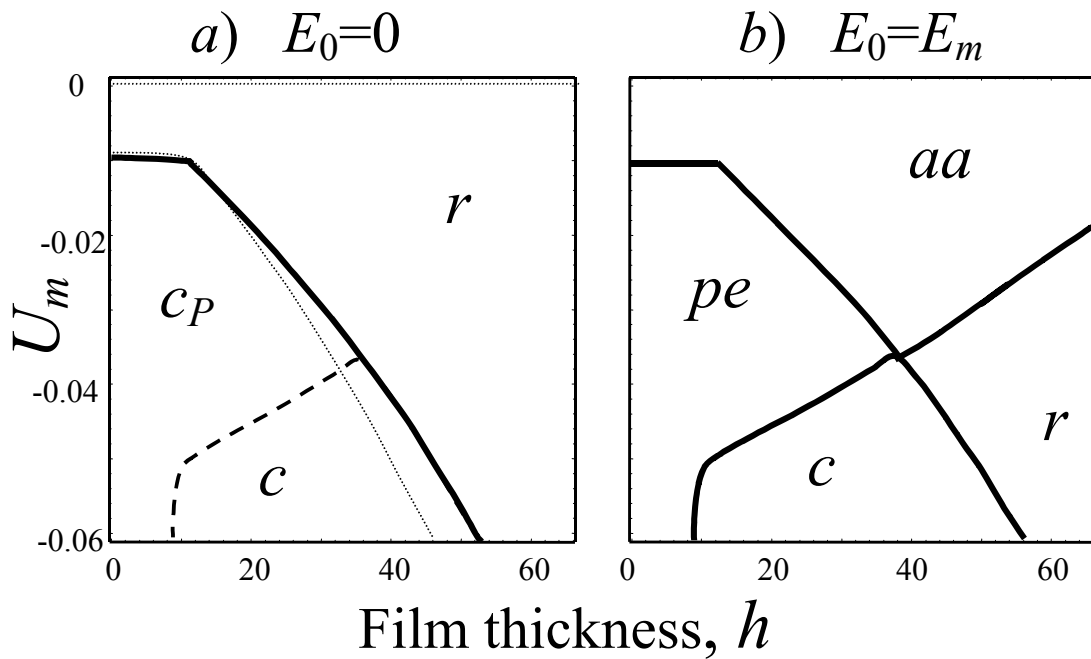 a) E₀=0
b) E₀=Eₘ
Uₘ
0
-0.02
-0.04
-0.06
r
c_P
c
0 20 40 60
aa
pe
c
r
0 20 40 60
Film thickness, h